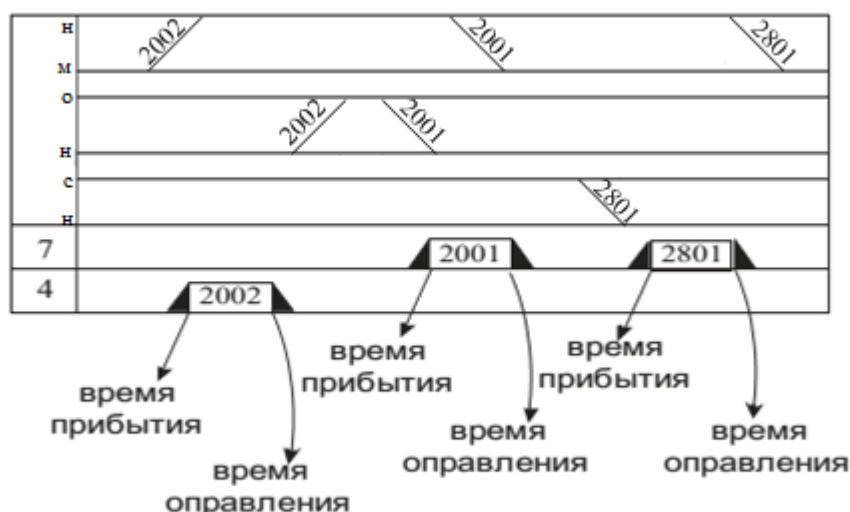 н
2002
2001
2801
м
о
2002
2001
н
с
2801
н
7
2001
2801
4
2002
время
прибытия
время
прибытия
время
прибытия
время
оправления
время
оправления
время
оправления